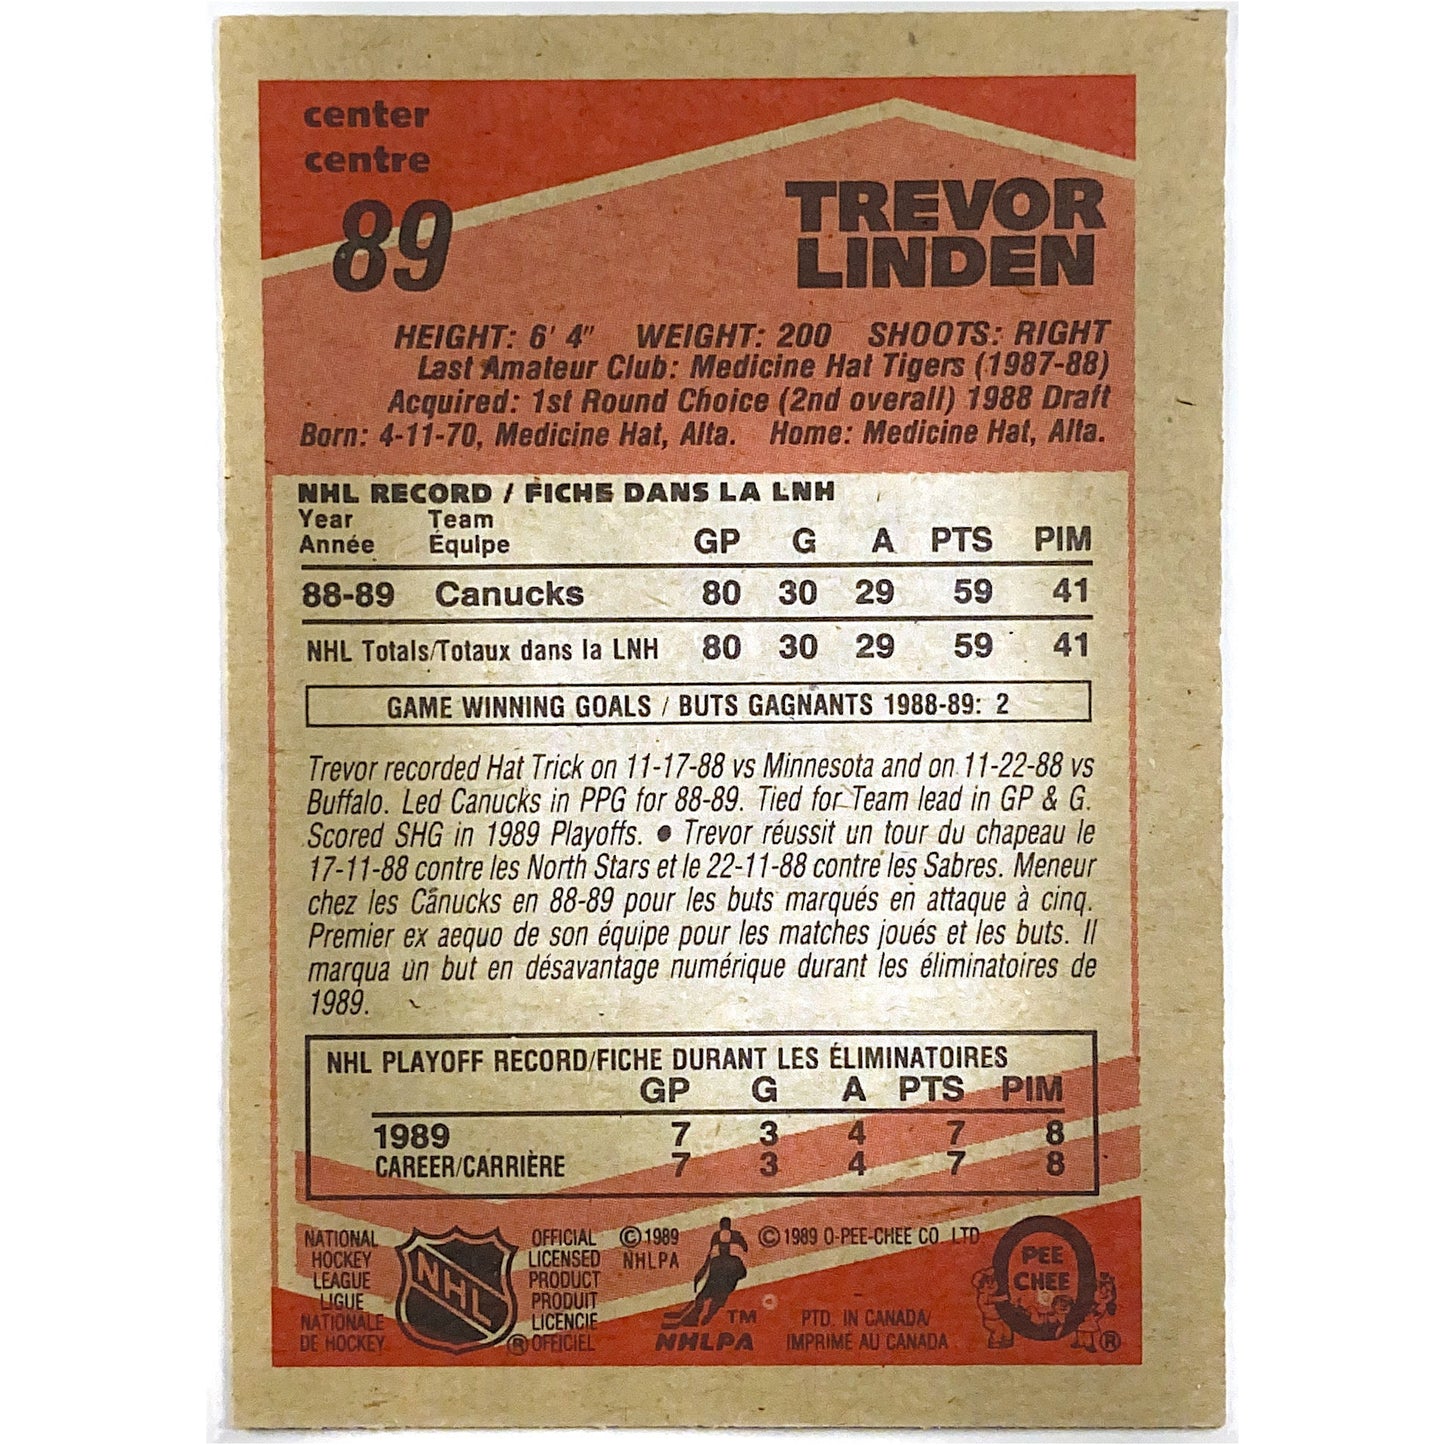 center
centre
89
TREVOR
LINDEN
HEIGHT: 6' 4" WEIGHT: 200 SHOOTS: RIGHT
Last Amateur Club: Medicine Hat Tigers (1987-88)
Acquired: 1st Round Choice (2nd overall) 1988 Draft
Born: 4-11-70, Medicine Hat, Alta. Home: Medicine Hat, Alta.
NHL RECORD / FICHE DANS LA LNH
Year Team
Année Équipe GP G A PTS PIM
88-89 Canucks 80 30 29 59 41
NHL Totals/Totaux dans la LNH 80 30 29 59 41
GAME WINNING GOALS / BUTS GAGNANTS 1988-89: 2
Trevor recorded Hat Trick on 11-17-88 vs Minnesota and on 11-22-88 vs
Buffalo. Led Canucks in PPG for 88-89. Tied for Team lead in GP & G.
Scored SHG in 1989 Playoffs. ● Trevor réussit un tour du chapeau le
17-11-88 contre les North Stars et le 22-11-88 contre les Sabres. Meneur
chez les Canucks en 88-89 pour les buts marqués en attaque à cinq.
Premier ex aequo de son équipe pour les matches joués et les buts. Il
marqua un but en désavantage numérique durant les éliminatoires de
1989.
NHL PLAYOFF RECORD/FICHE DURANT LES ÉLIMINATOIRES
GP G A PTS PIM
1989 7 3 4 7 8
CAREER/CARRIÈRE 7 3 4 7 8
NATIONAL
HOCKEY
LEAGUE
LIGUE
NATIONALE
DE HOCKEY
NHL
®
OFFICIAL
LICENSED
PRODUCT
PRODUIT
LICENCIE
OFFICIEL
© 1989
NHLPA
TM
NHLPA
© 1989 O-PEE-CHEE CO. LTD
PTD. IN CANADA/
IMPRIME AU CANADA
O
PEE
CHEE
®